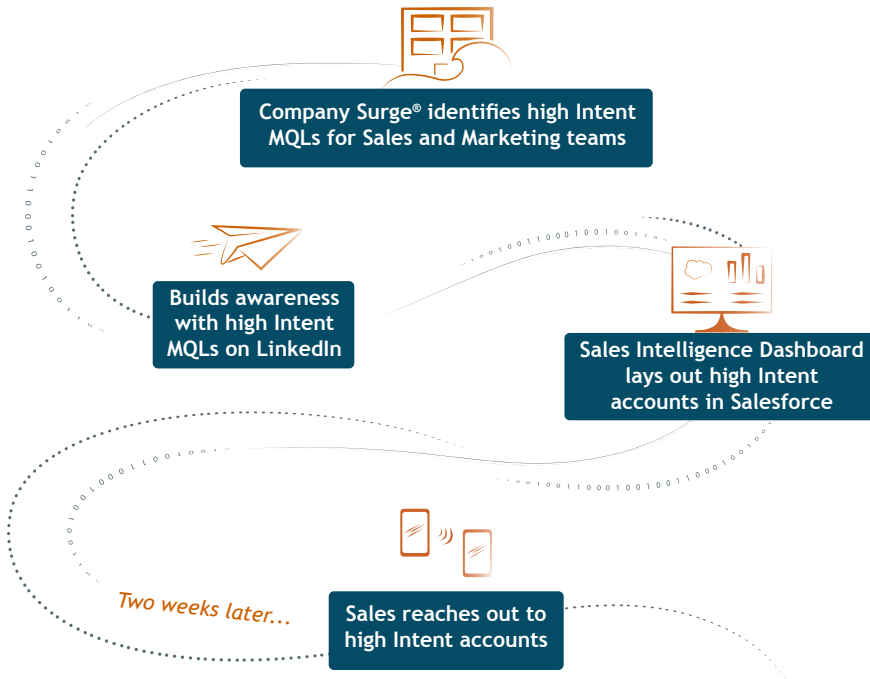 Company Surge® identifies high Intent
MQLs for Sales and Marketing teams
Builds awareness
with high Intent
MQLs on LinkedIn
Sales Intelligence Dashboard
lays out high Intent
accounts in Salesforce
Two weeks later...
Sales reaches out to
high Intent accounts